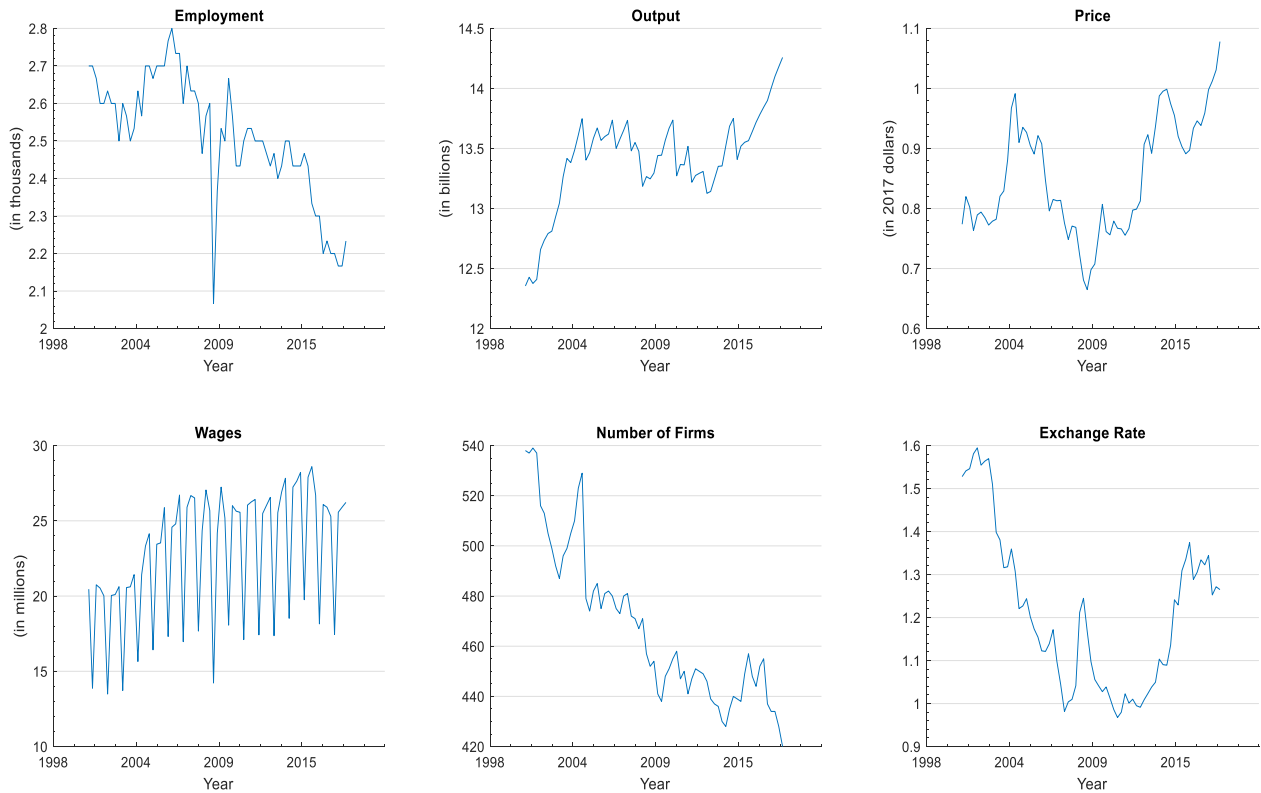 Employment
(in thousands)
2.8
2.7
2.6
2.5
2.4
2.3
2.2
2.1
2
1998 2004 2009 2015
Year
Output
(in billions)
14.5
14
13.5
13
12.5
12
1998 2004 2009 2015
Year
Price
(in 2017 dollars)
1.1
1
0.9
0.8
0.7
0.6
1998 2004 2009 2015
Year
Wages
(in millions)
30
25
20
15
10
1998 2004 2009 2015
Year
Number of Firms
540
520
500
480
460
440
420
1998 2004 2009 2015
Year
Exchange Rate
1.6
1.5
1.4
1.3
1.2
1.1
1
0.9
1998 2004 2009 2015
Year